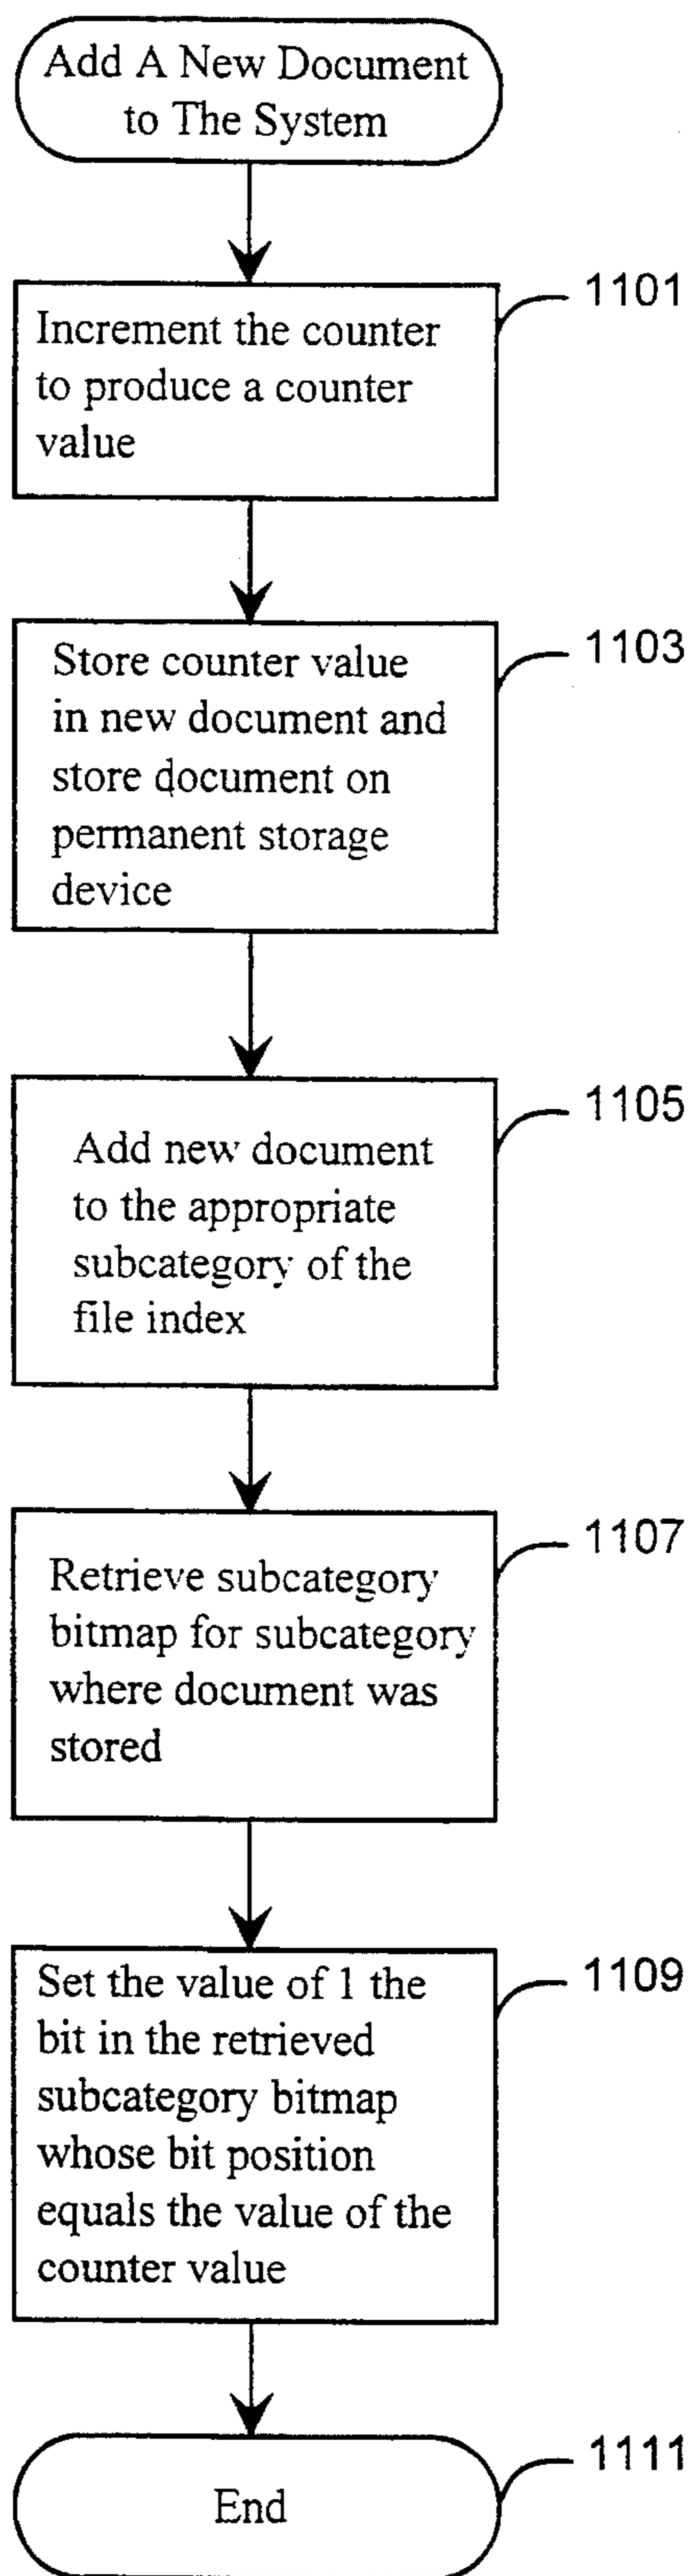 Add A New Document
to The System
1101
Increment the counter
to produce a counter
value
1103
Store counter value
in new document and
store document on
permanent storage
device
1105
Add new document
to the appropriate
subcategory of the
file index
1107
Retrieve subcategory
bitmap for subcategory
where document was
stored
1109
Set the value of 1 the
bit in the retrieved
subcategory bitmap
whose bit position
equals the value of the
counter value
1111
End